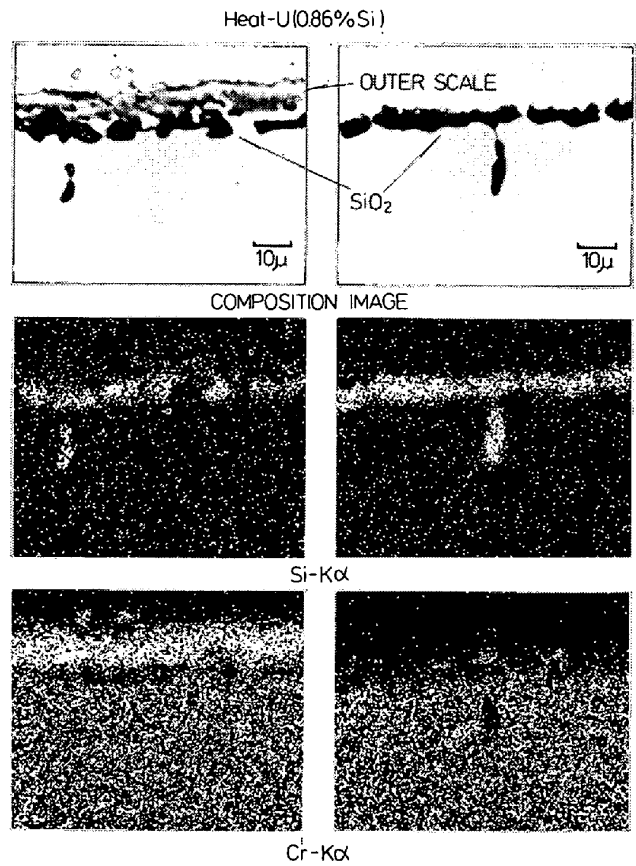 Heat-U(0.86%Si)
OUTER SCALE
SiO₂
10μ
10μ
COMPOSITION IMAGE
Si-Kα
Cr-Kα